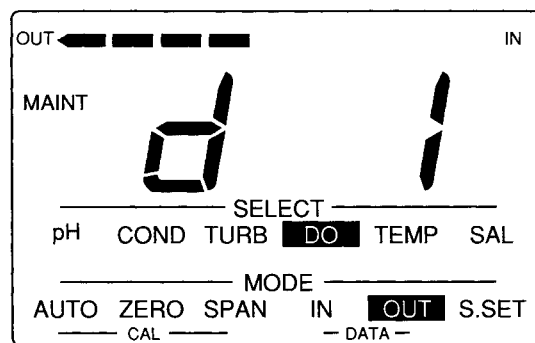 OUT IN
MAINT
d 1
SELECT
pH COND TURB DO TEMP SAL
MODE
AUTO ZERO SPAN IN OUT S.SET
CAL DATA